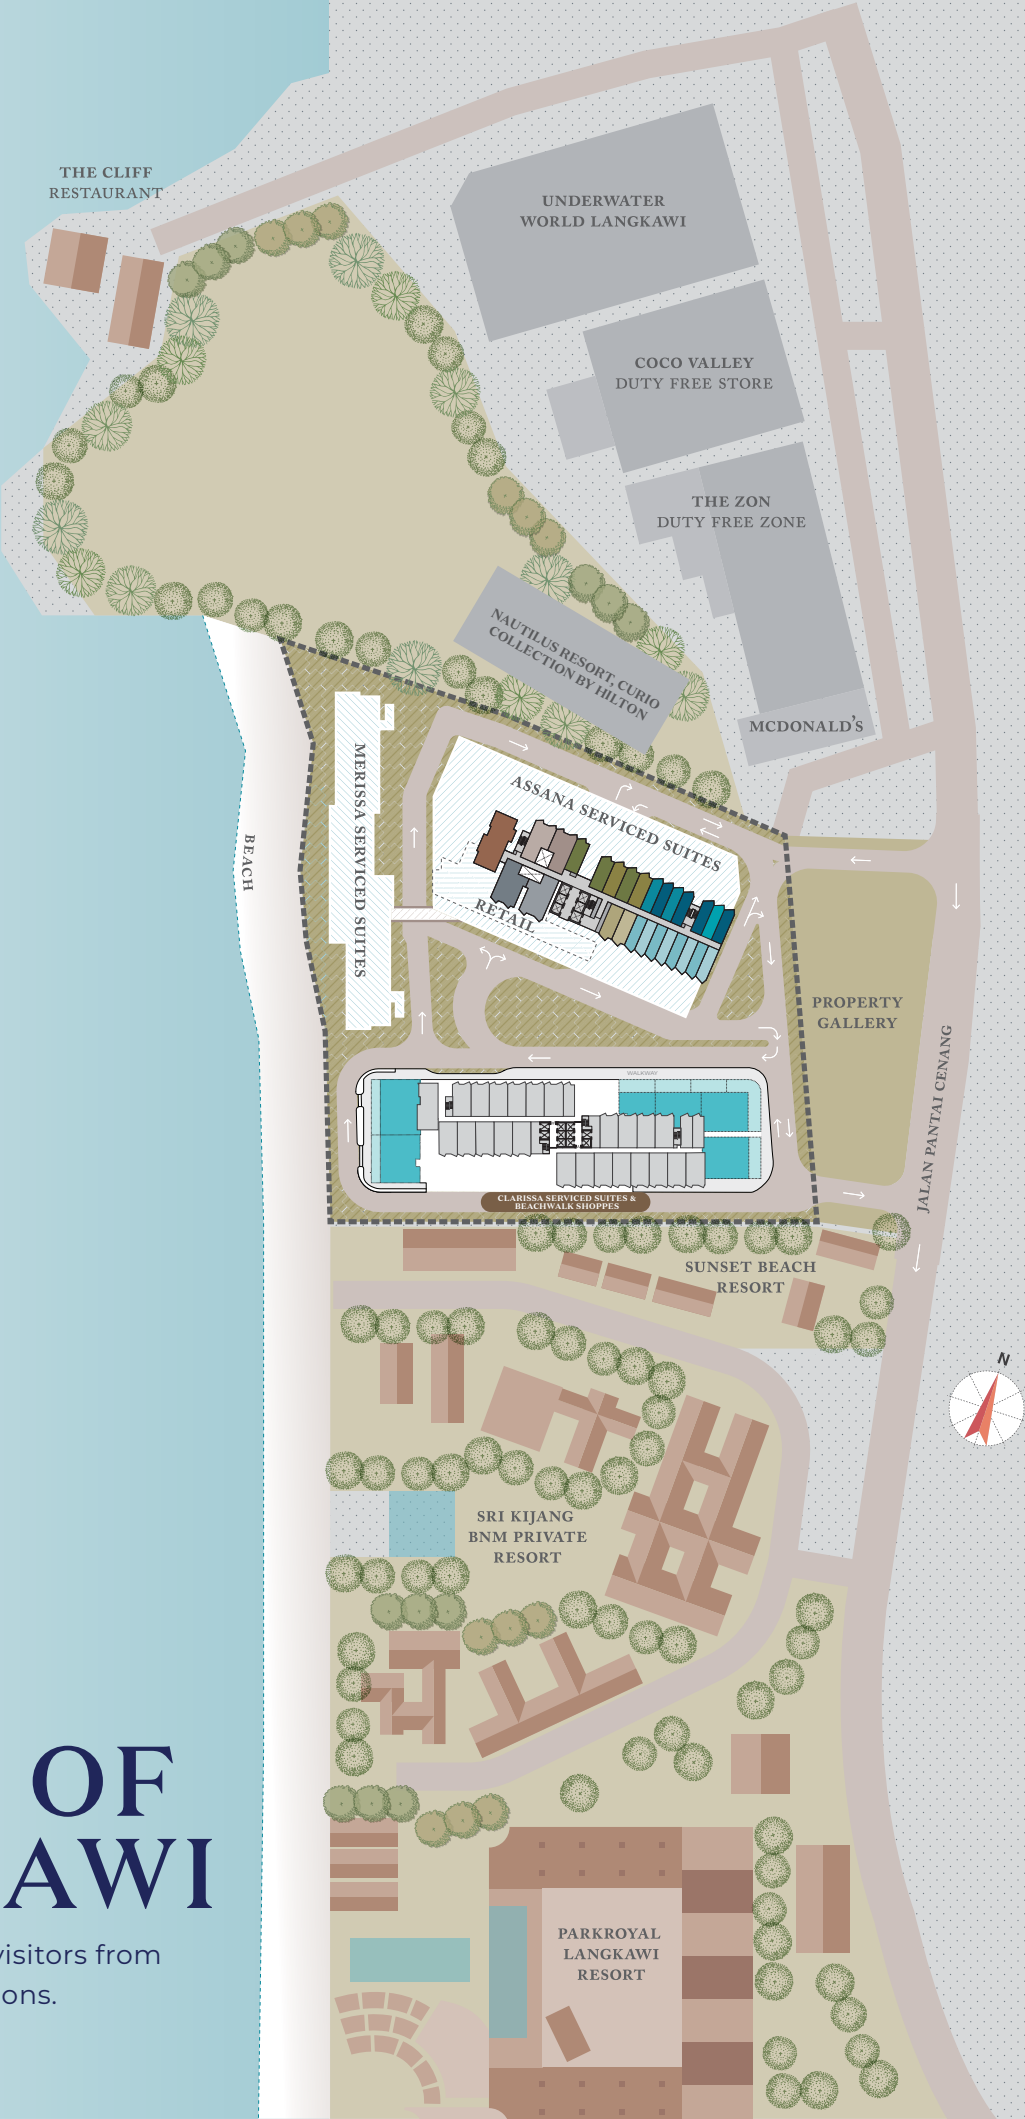 THE CLIFF
RESTAURANT
UNDERWATER
WORLD LANGKAWI
COCO VALLEY
DUTY FREE STORE
THE ZON
DUTY FREE ZONE
NAUTILUS RESORT, CURIO
COLLECTION BY HILTON
MCDONALD'S
MERISSA SERVICED SUITES
ASSANA SERVICED SUITES
RETAIL
BEACH
PROPERTY
GALLERY
JALAN PANTAI CENANG
WALKWAY
CLARISSA SERVICED SUITES &
BEACHWALK SHOPPES
SUNSET BEACH
RESORT
N
SRI KIJANG
BNM PRIVATE
RESORT
OF
AWI
visitors from
ons.
PARKROYAL
LANGKAWI
RESORT